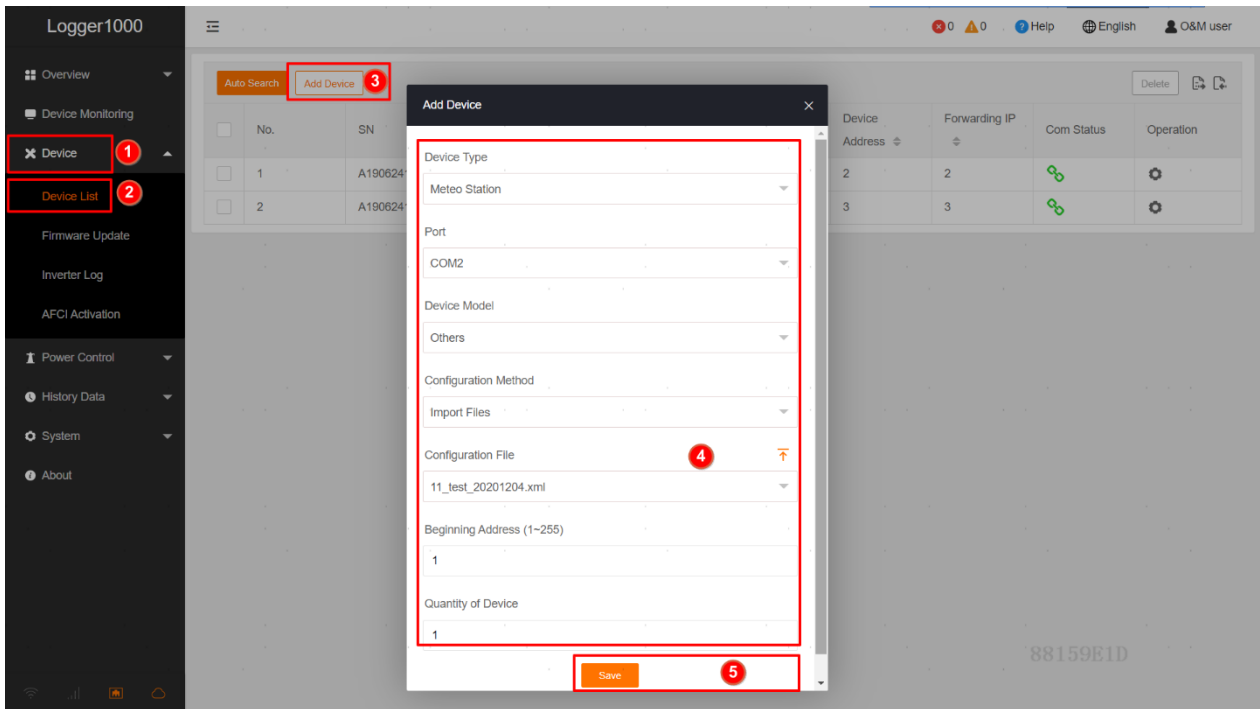 Logger1000
0 0 Help English O&M user
Overview
Device Monitoring
Device 1
Device List 2
Firmware Update
Inverter Log
AFCI Activation
Power Control
History Data
System
About
Auto Search Add Device 3 Delete
No. SN Device Address Forwarding IP Com Status Operation
1 2 2
2 3 3
Add Device
Device Type
Meteo Station
Port
COM2
Device Model
Others
Configuration Method
Import Files
Configuration File 4
11_test_20201204.xml
Beginning Address (1~255)
1
Quantity of Device
1
Save 5
88159E1D